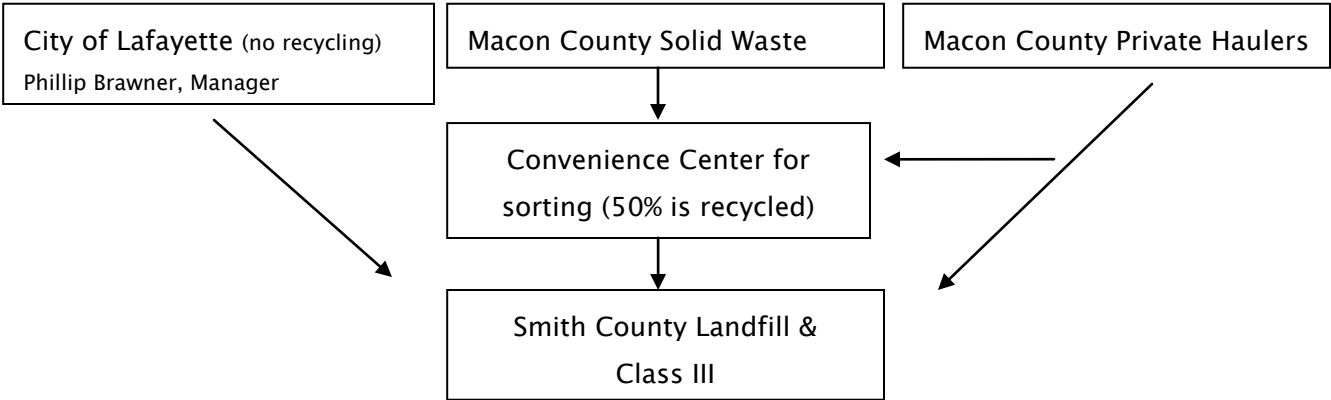 City of Lafayette (no recycling)
Phillip Brawner, Manager
Macon County Solid Waste
Macon County Private Haulers
Convenience Center for
sorting (50% is recycled)
Smith County Landfill &
Class III